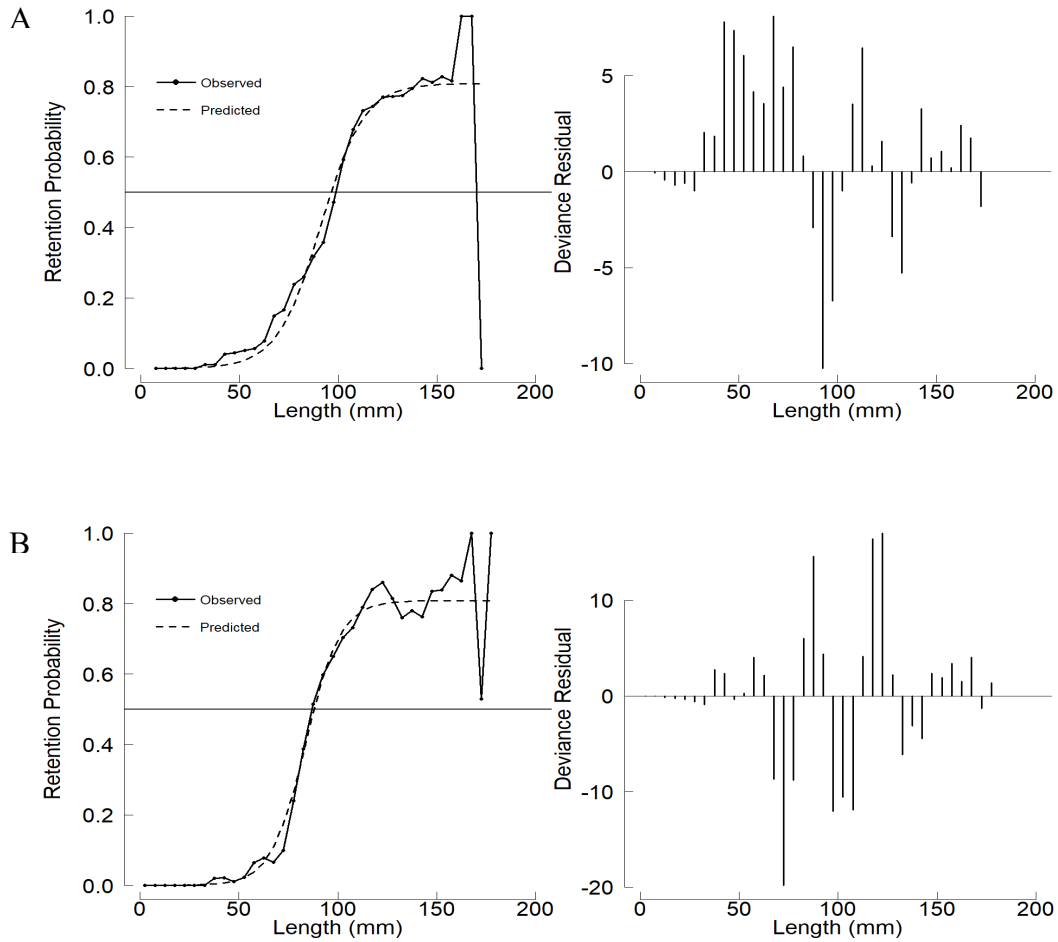 A
1.0
0.8
0.6
0.4
0.2
0.0
Retention Probability
Observed
Predicted
0 50 100 150 200
Length (mm)
5
0
-5
-10
Deviance Residual
0 50 100 150 200
Length (mm)
B
1.0
0.8
0.6
0.4
0.2
0.0
Retention Probability
Observed
Predicted
0 50 100 150 200
Length (mm)
10
0
-10
-20
Deviance Residual
0 50 100 150 200
Length (mm)